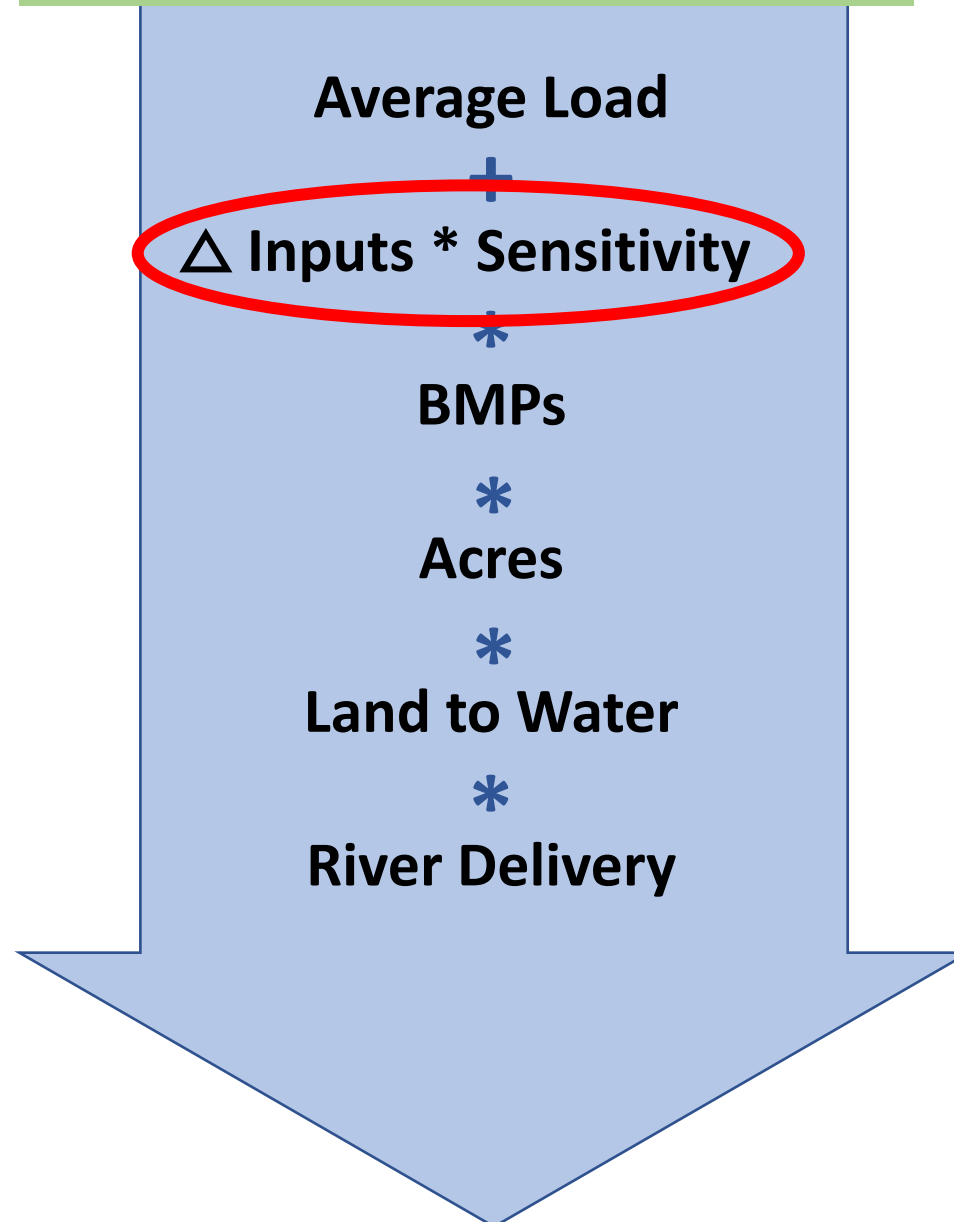 Average Load
+
△ Inputs * Sensitivity
*
BMPs
*
Acres
*
Land to Water
*
River Delivery